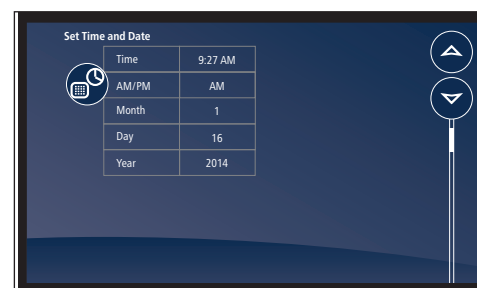 Set Time and Date
Time 9:27 AM
AM/PM AM
Month 1
Day 16
Year 2014